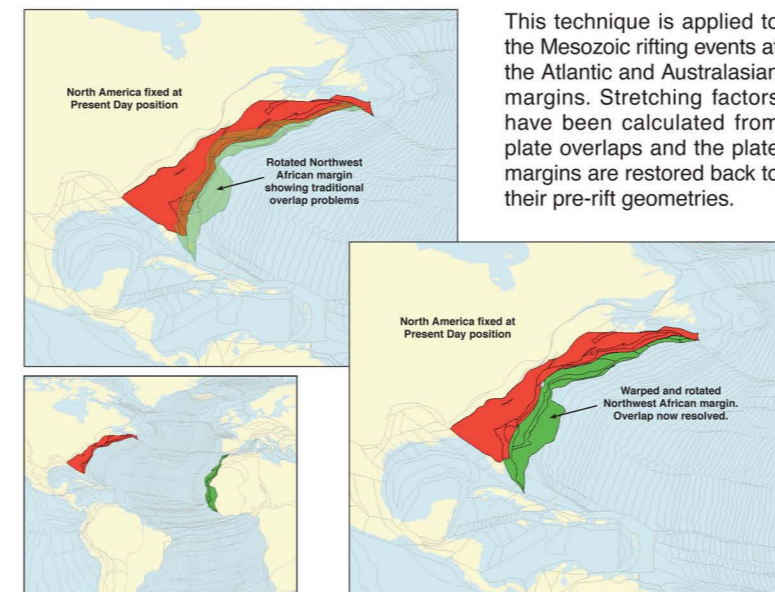 This technique is applied to
the Mesozoic rifting events at
the Atlantic and Australasian
margins. Stretching factors
have been calculated from
plate overlaps and the plate
margins are restored back to
their pre-rift geometries.
North America fixed at
Present Day position
Rotated Northwest
African margin
showing traditional
overlap problems
North America fixed at
Present Day position
Warped and rotated
Northwest African margin.
Overlap now resolved.